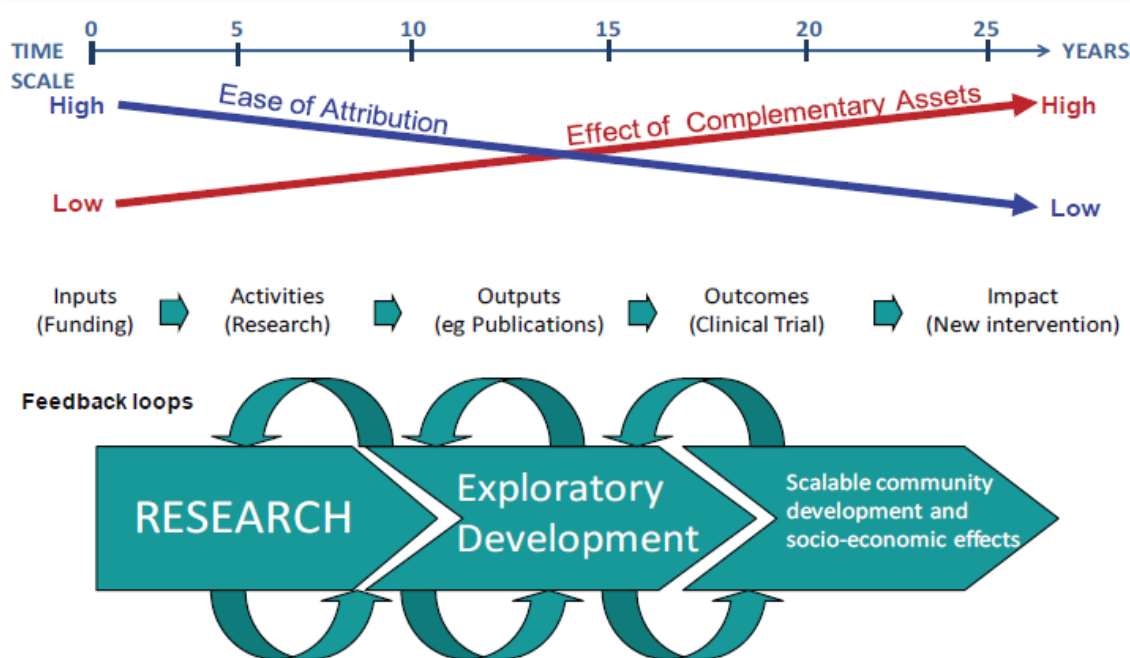 0 5 10 15 20 25
TIME YEARS
SCALE
High Ease of Attribution Effect of Complementary Assets High
Low Low
Inputs Activities Outputs Outcomes Impact
(Funding) (Research) (eg Publications) (Clinical Trial) (New intervention)
Feedback loops
RESEARCH
Exploratory
Development
Scalable community
development and
socio-economic effects